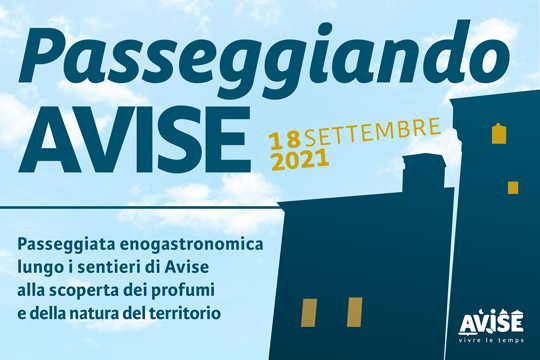 Passeggiando
AVISE
18 SETTEMBRE
2021
Passeggiata enogastronomica
lungo i sentieri di Avise
alla scoperta dei profumi
e della natura del territorio
AVISE
vivre le temps